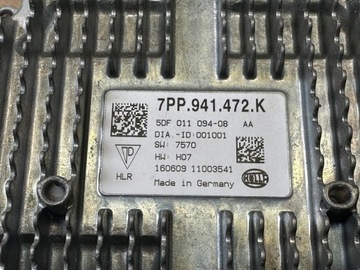 7PP.941.472.K
5DF 011 094-08 AA
DIA.-ID:001001
SW: 7570
HW: H07
160609 11003541
Made in Germany
HLR
HELLA